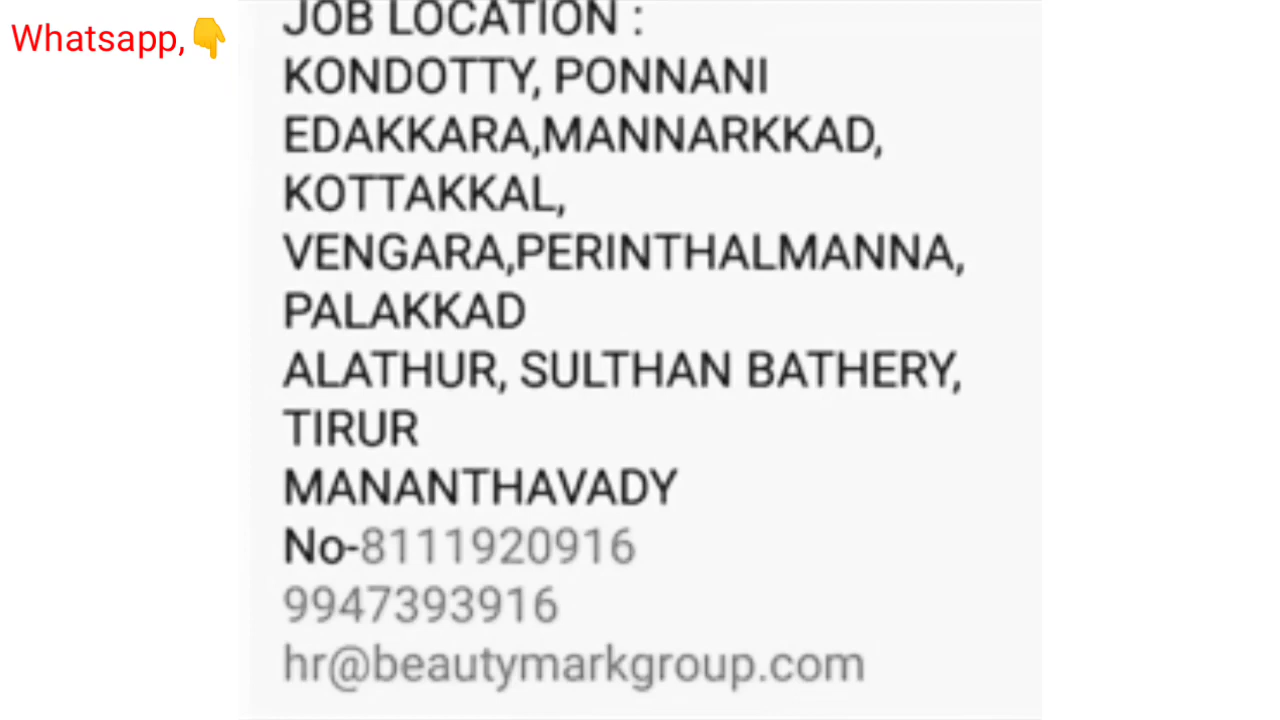 Whatsapp,👇
JOB LOCATION :
KONDOTTY, PONNANI
EDAKKARA,MANNARKKAD,
KOTTAKKAL,
VENGARA,PERINTHALMANNA,
PALAKKAD
ALATHUR, SULTHAN BATHERY,
TIRUR
MANANTHAVADY
No-8111920916
9947393916
hr@beautymarkgroup.com